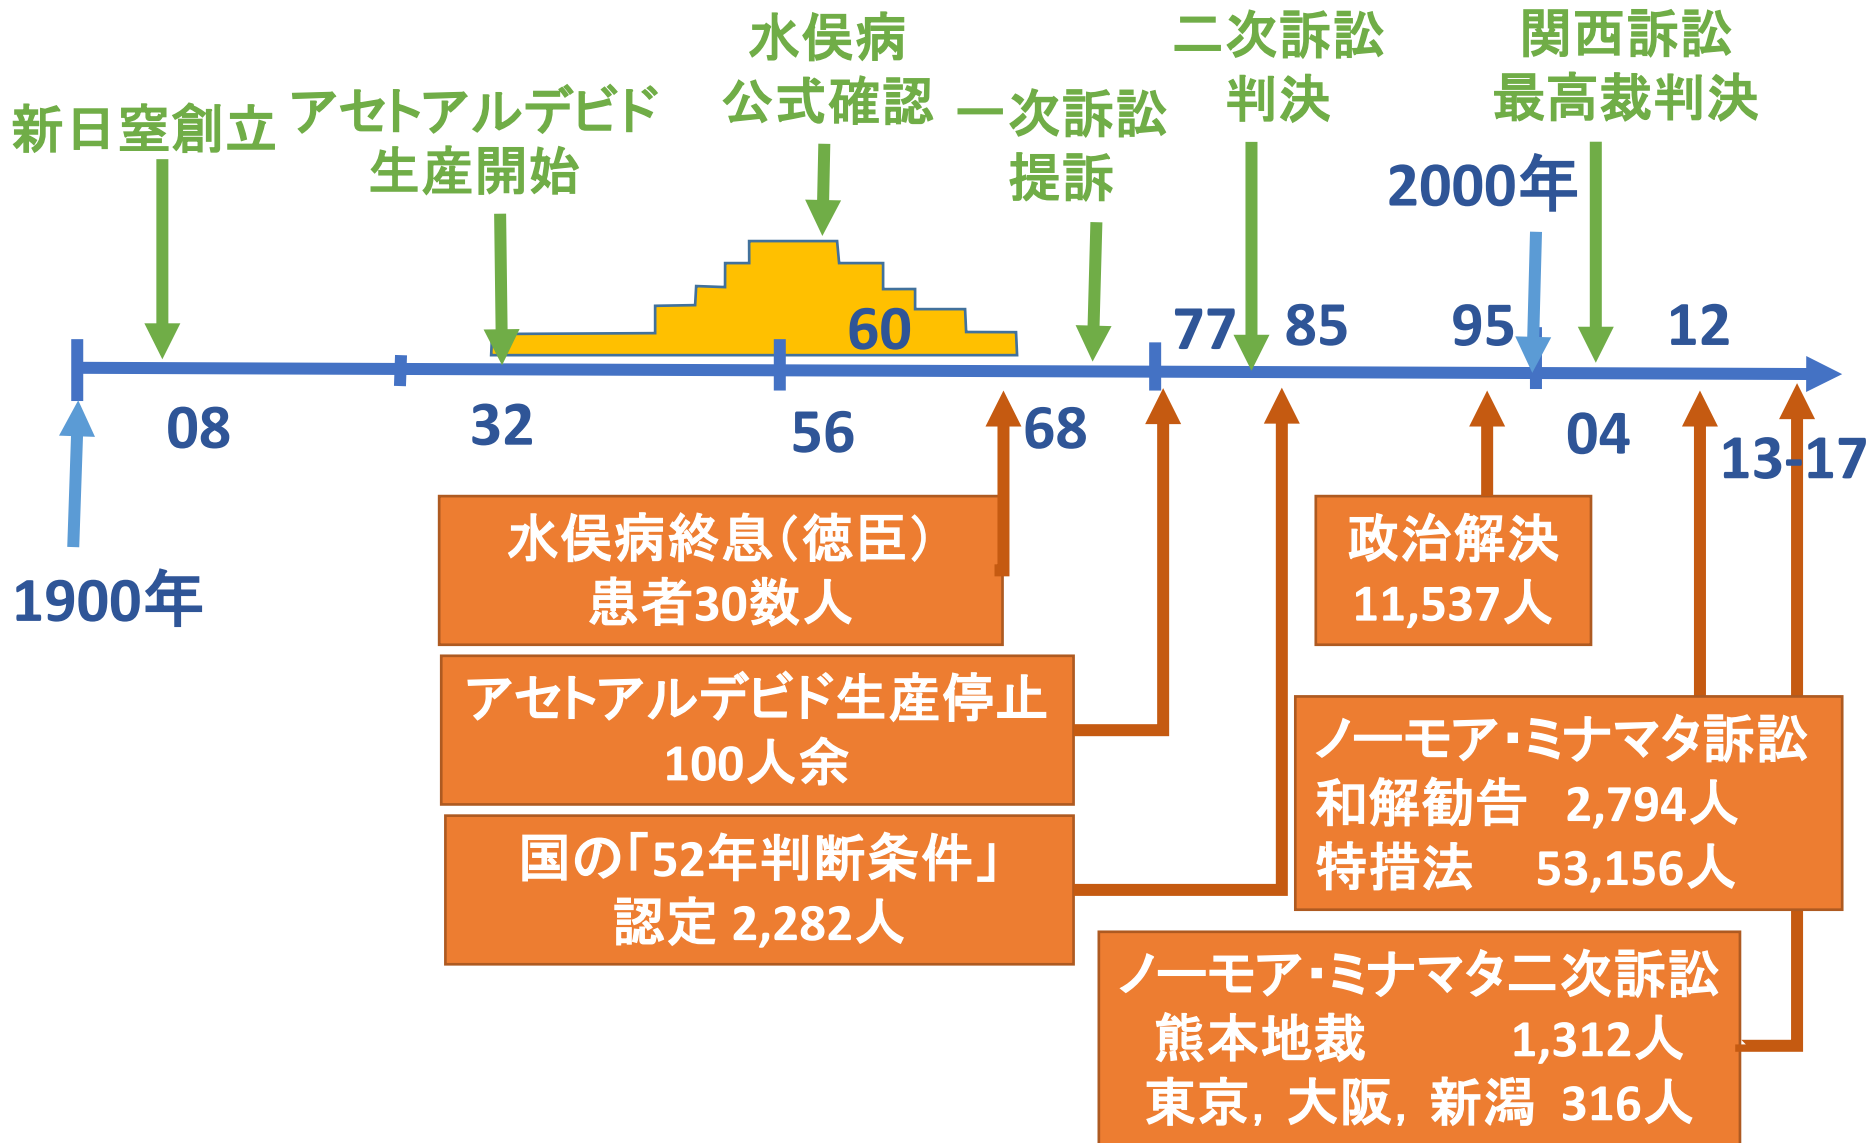 新日窒創立
アセトアルデビド
生産開始
水俣病
公式確認
一次訴訟
提訴
二次訴訟
判決
関西訴訟
最高裁判決
2000年
60
77
85
95
12
08
32
56
68
04
13-17
1900年
水俣病終息（徳臣）
患者30数人
アセトアルデビド生産停止
100人余
国の「52年判断条件」
認定 2,282人
政治解決
11,537人
ノーモア・ミナマタ訴訟
和解勧告 2,794人
特措法 53,156人
ノーモア・ミナマタ二次訴訟
熊本地裁 1,312人
東京，大阪，新潟 316人